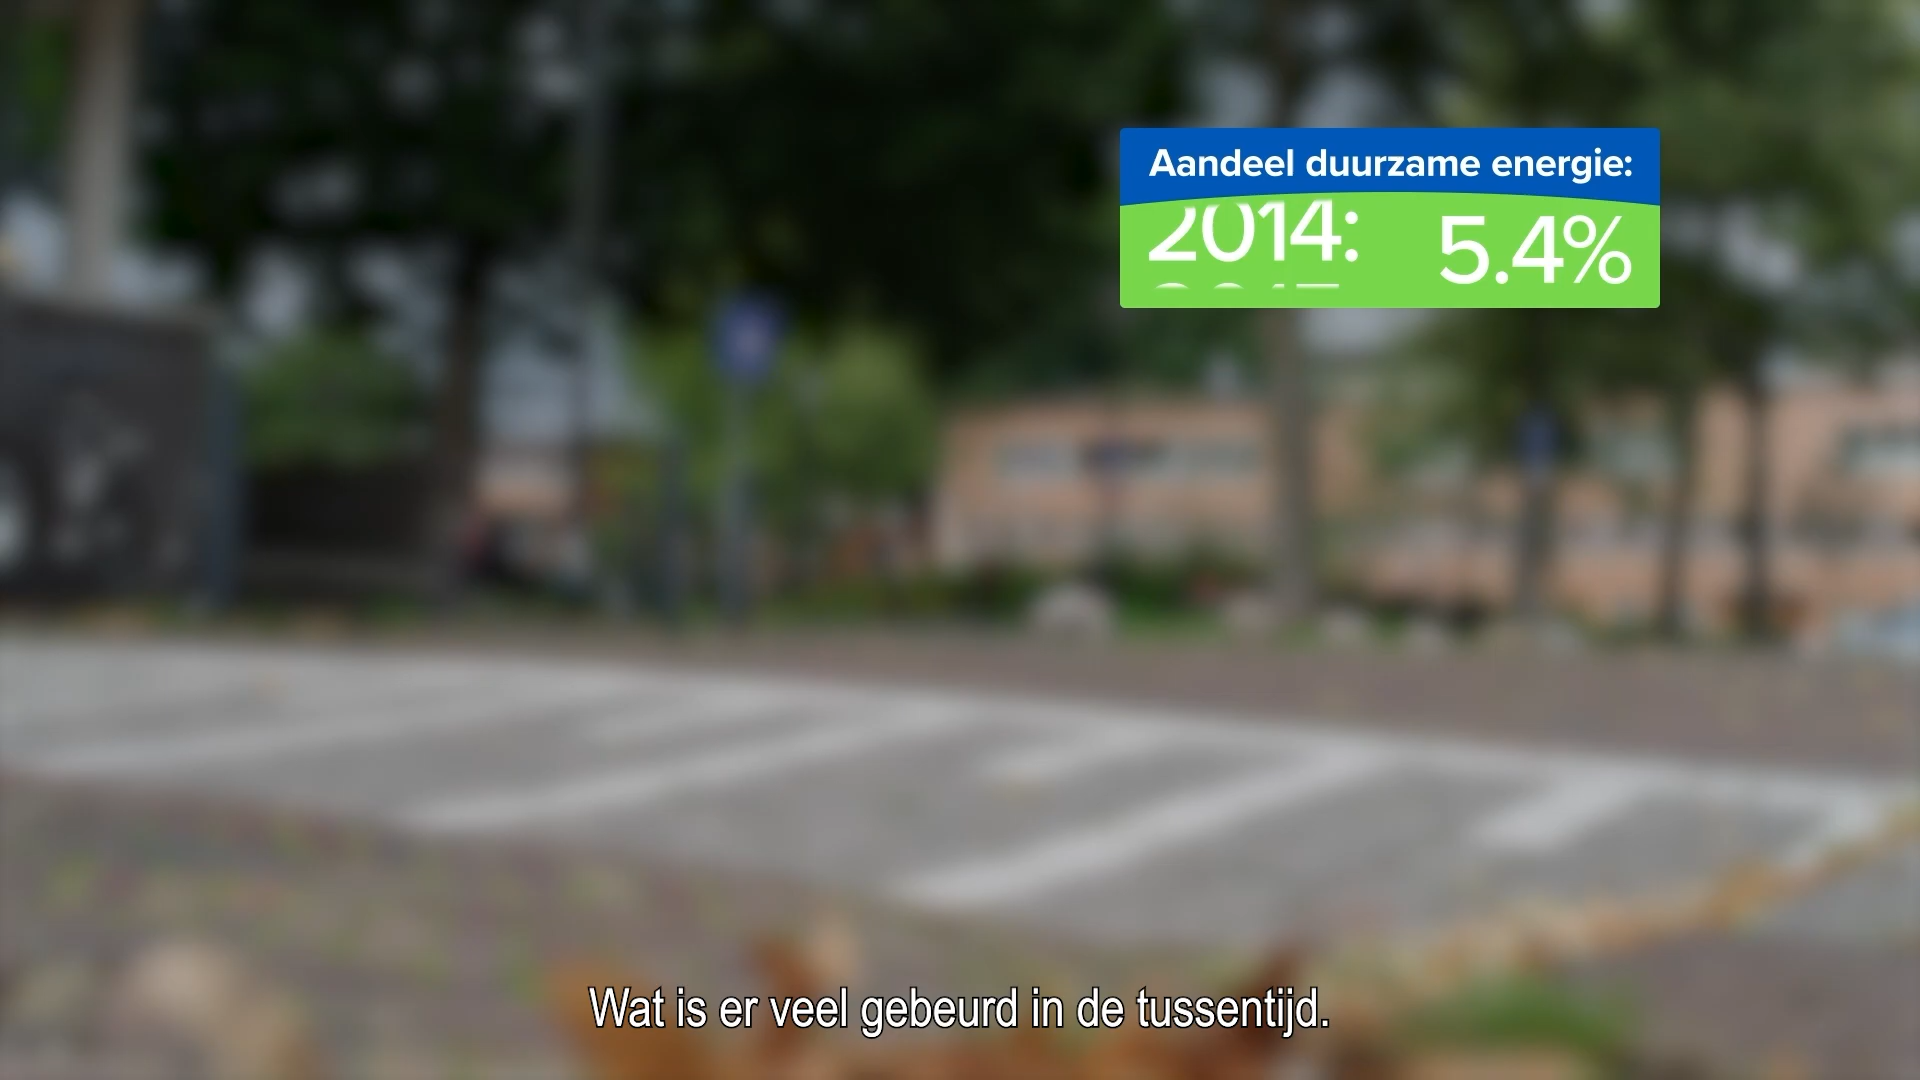 Aandeel duurzame energie:
2014: 5.4%
Wat is er veel gebeurd in de tussentijd.